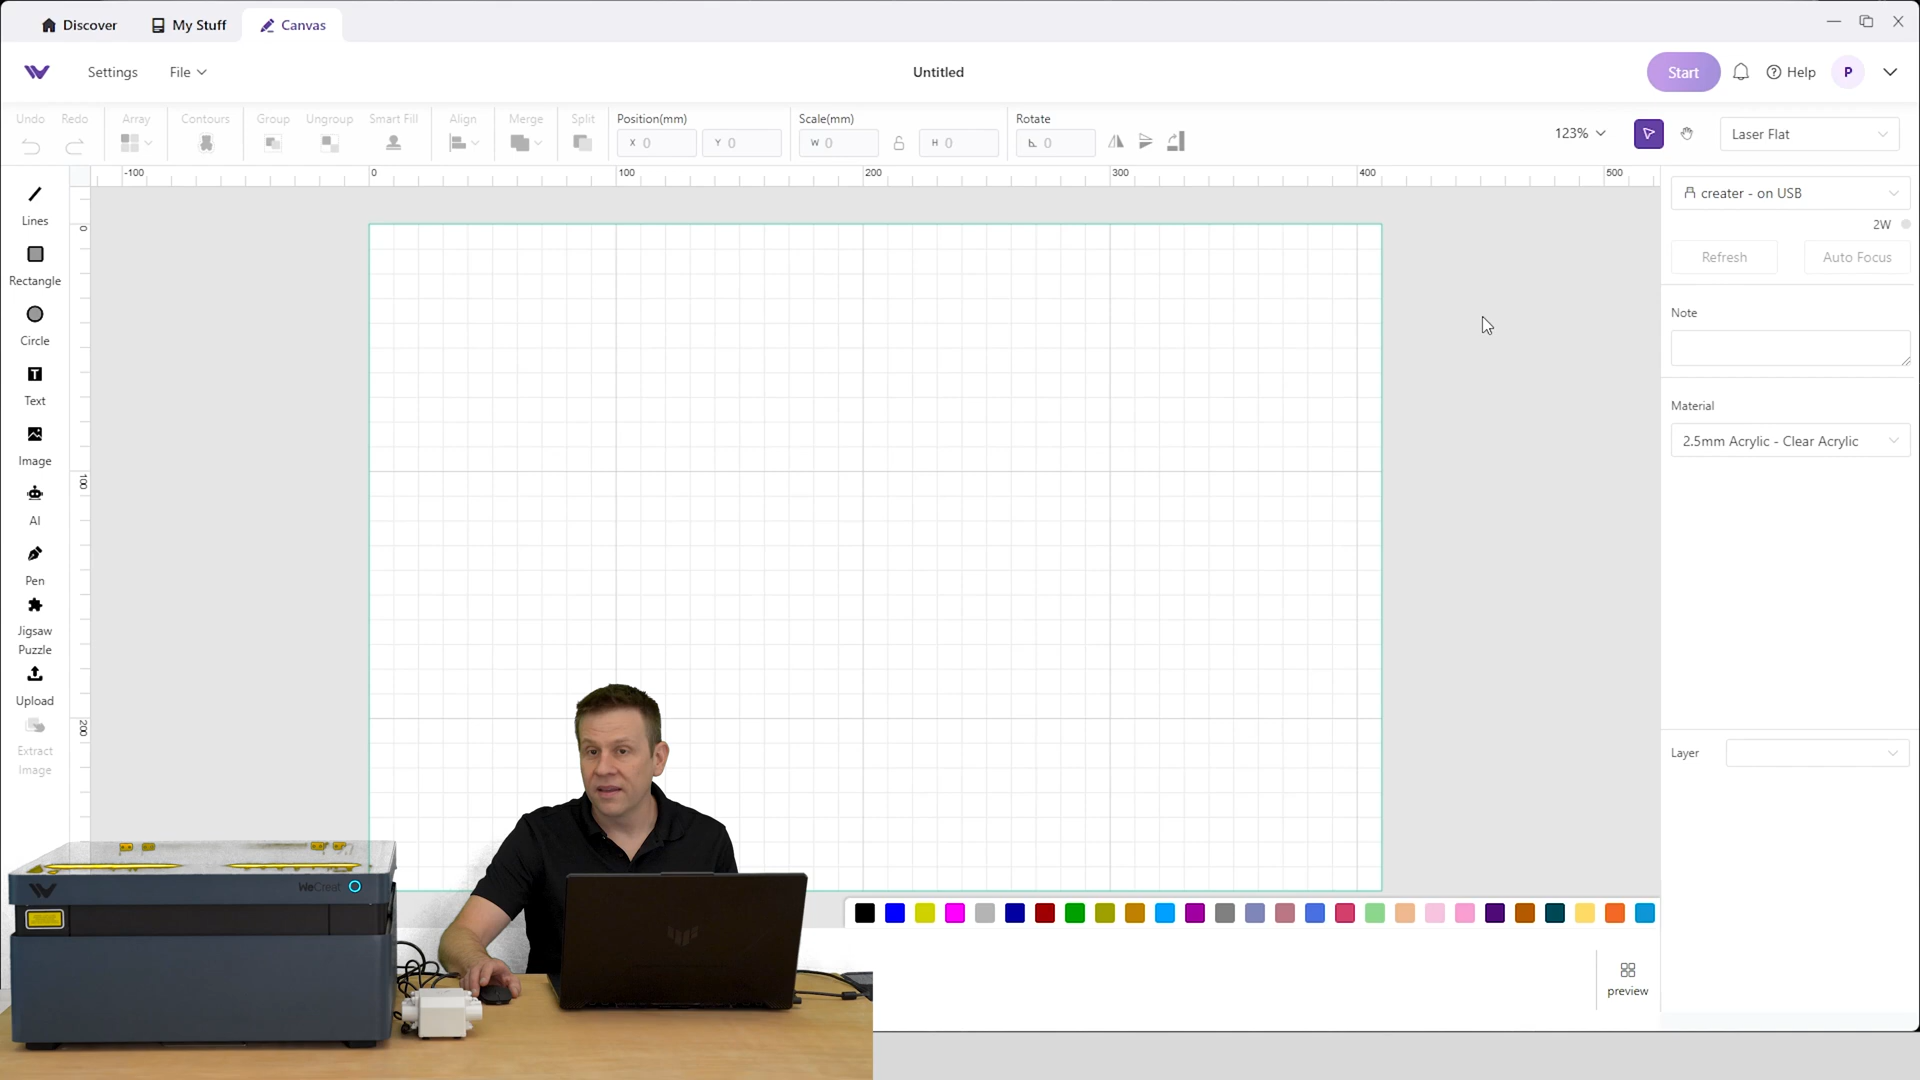 Discover
My Stuff
Canvas
Settings
File
Untitled
Start
Help
P
Undo
Redo
Array
Contours
Group
Ungroup
Smart Fill
Align
Merge
Split
Position(mm)
X 0
Y 0
Scale(mm)
W 0
H 0
Rotate
0
123%
Laser Flat
-100
0
100
200
300
400
500
0
100
200
Lines
Rectangle
Circle
Text
Image
AI
Pen
Jigsaw
Puzzle
Upload
Extract
Image
creater - on USB
2W
Refresh
Auto Focus
Note
Material
2.5mm Acrylic - Clear Acrylic
Layer
preview
WeCreat